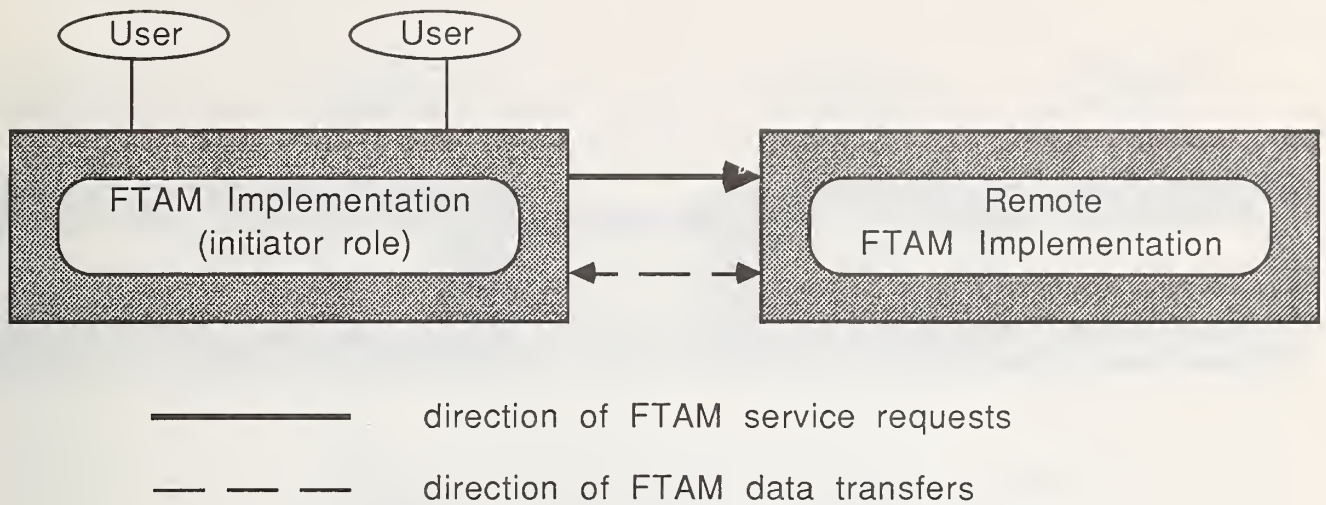 User
User
FTAM Implementation
(initiator role)
Remote
FTAM Implementation
direction of FTAM service requests
direction of FTAM data transfers